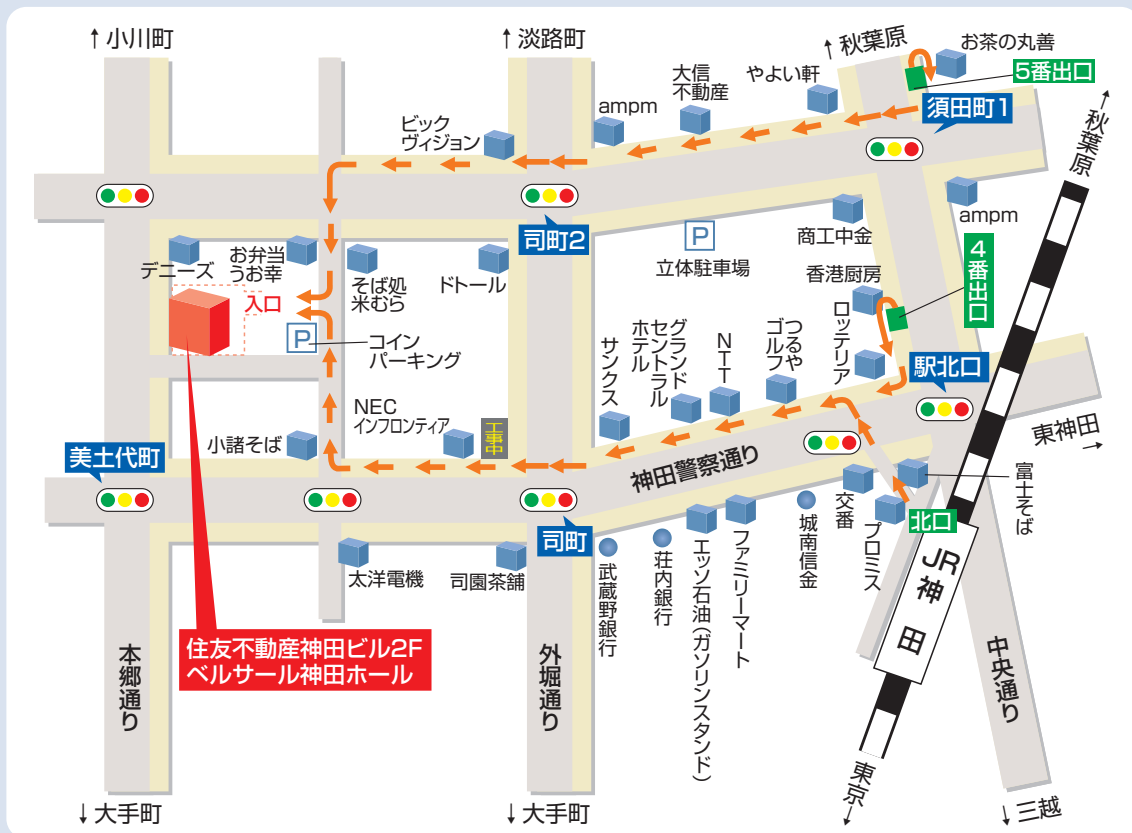 ↑小川町
↑淡路町
↑秋葉原
お茶の丸善
5番出口
大信
不動産
やよい軒
ampm
須田町1
←秋葉原
ビック
ヴィジョン
司町2
P
立体駐車場
商工中金
ampm
4番出口
デニーズ
お弁当
うお幸
そば処
米むら
ドトール
香港厨房
入口
P
コイン
パーキング
サンクス
グランド
セントラル
ホテル
NTT
つるや
ゴルフ
ロッテリア
駅北口
NEC
インフロンティア
工事中
小諸そば
美土代町
神田警察通り
東神田
→
司町
太洋電機
司園茶舗
武蔵野銀行
荘内銀行
エッソ石油(ガソリンスタンド)
ファミリーマート
城南信金
交番
プロミス
北口
富士そば
JR神田
住友不動産神田ビル2F
ベルサール神田ホール
本郷通り
外堀通り
中央通り
↓大手町
↓大手町
東京→
↓三越